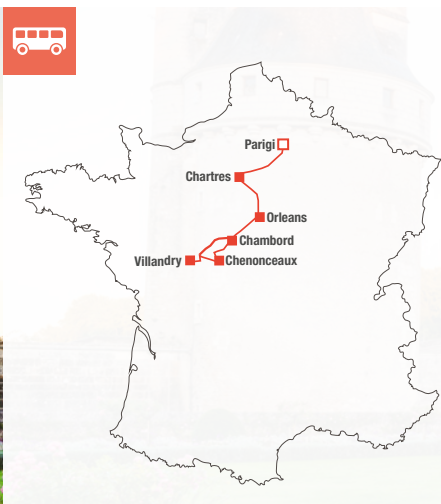 Parigi
Chartres
Orleans
Chambord
Villandry
Chenonceaux